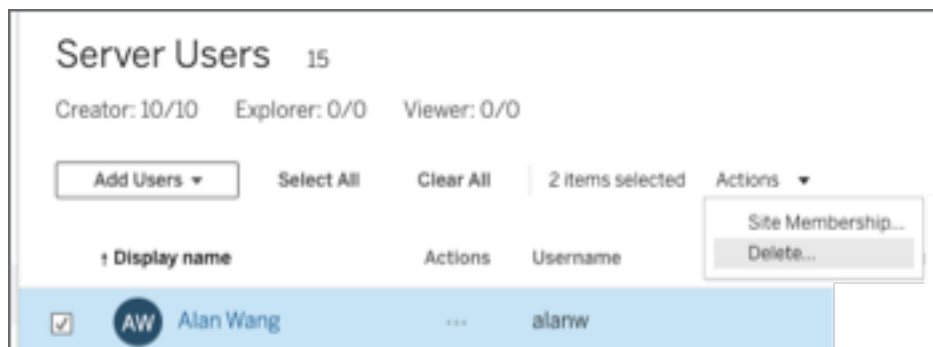 Server Users 15
Creator: 10/10 Explorer: 0/0 Viewer: 0/0
Add Users Select All Clear All 2 items selected Actions
Site Membership...
Delete...
↑ Display name Actions Username
AW Alan Wang ... alanw